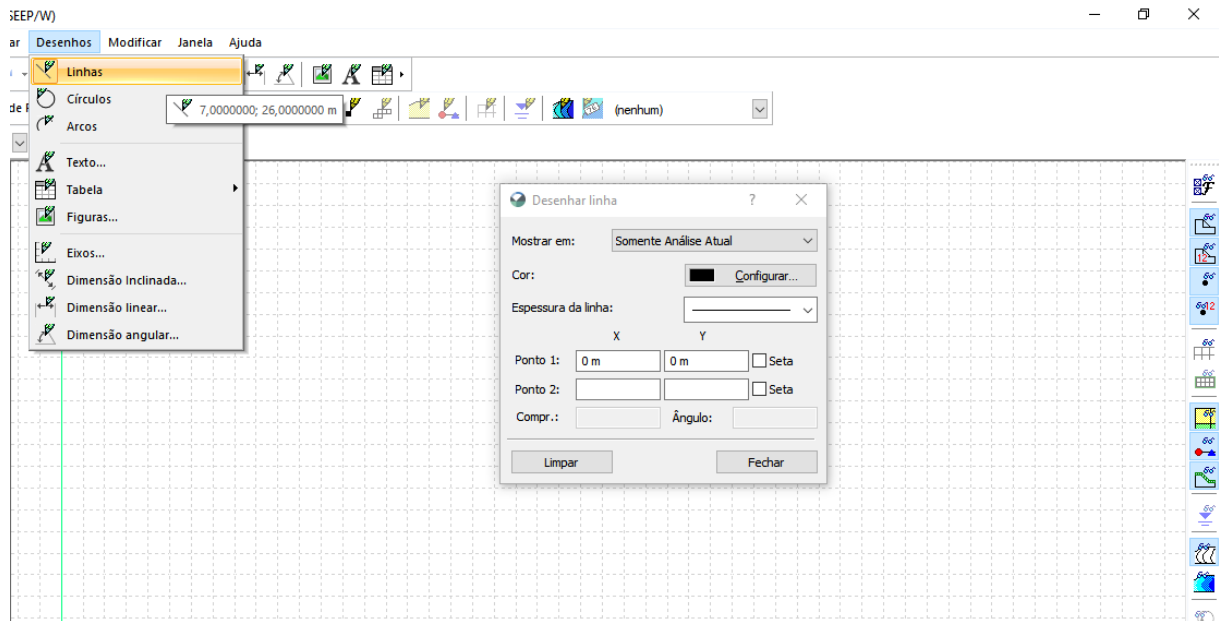 SEEP/W)
ar Desenhos Modificar Janela Ajuda
Linhas
Círculos
Arcos
Texto...
Tabela
Figuras...
Eixos...
Dimensão Inclinada...
Dimensão linear...
Dimensão angular...
7,0000000; 26,0000000 m
de
(nenhum)
Desenhar linha ?
Mostrar em: Somente Análise Atual
Cor: Configurar...
Espessura da linha:
X Y
Ponto 1: 0 m 0 m Seta
Ponto 2: Seta
Compr.: Ângulo:
Limpar Fechar